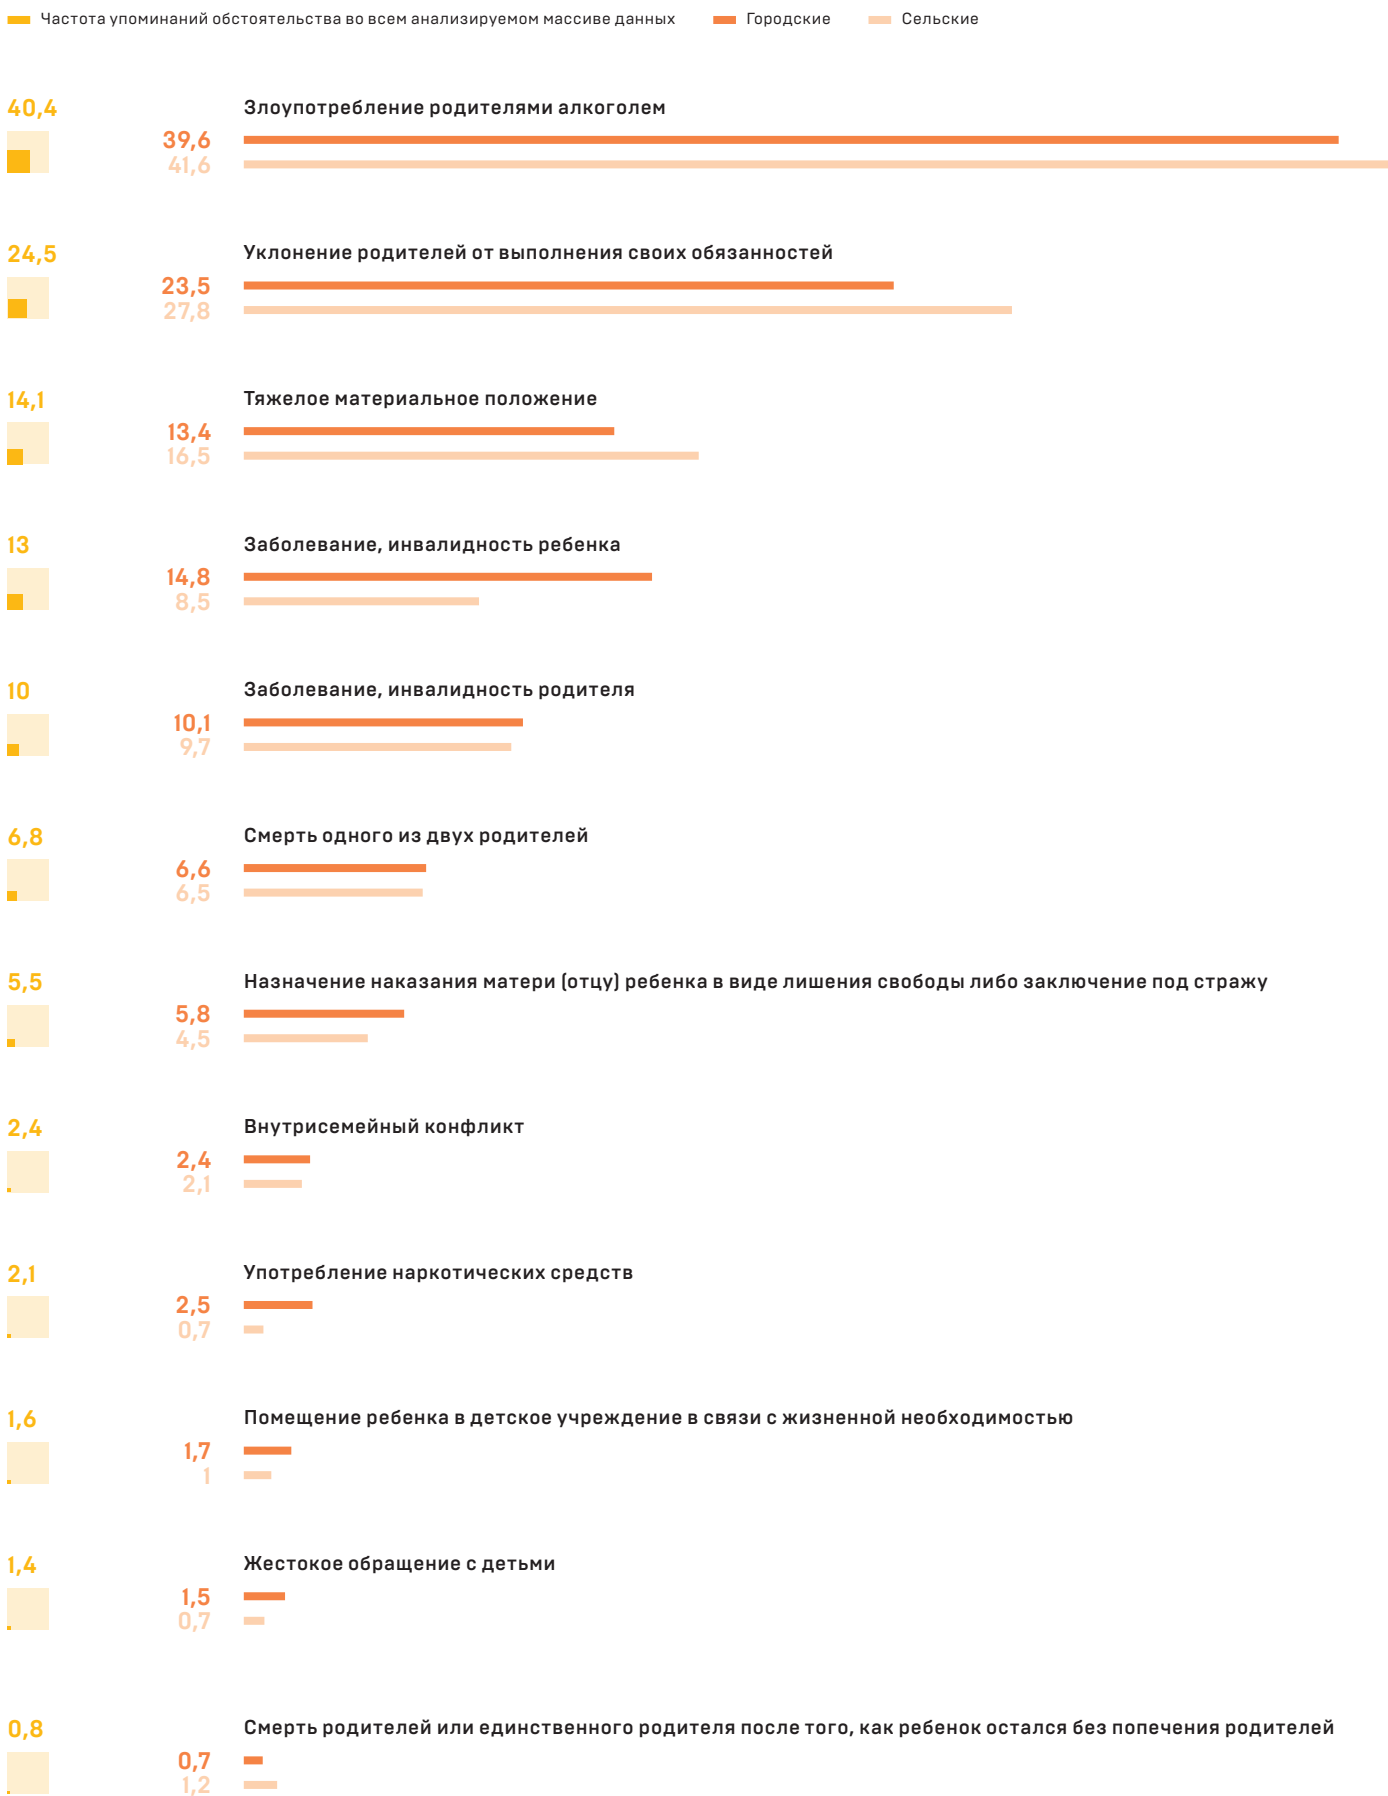 Частота упоминаний обстоятельства во всем анализируемом массиве данных Городские Сельские
40,4 Злоупотребление родителями алкоголем
39,6
41,6
24,5 Уклонение родителей от выполнения своих обязанностей
23,5
27,8
14,1 Тяжелое материальное положение
13,4
16,5
13 Заболевание, инвалидность ребенка
14,8
8,5
10 Заболевание, инвалидность родителя
10,1
9,7
6,8 Смерть одного из двух родителей
6,6
6,5
5,5 Назначение наказания матери (отцу) ребенка в виде лишения свободы либо заключение под стражу
5,8
4,5
2,4 Внутрисемейный конфликт
2,4
2,1
2,1 Употребление наркотических средств
2,5
0,7
1,6 Помещение ребенка в детское учреждение в связи с жизненной необходимостью
1,7
1
1,4 Жестокое обращение с детьми
1,5
0,7
0,8 Смерть родителей или единственного родителя после того, как ребенок остался без попечения родителей
0,7
1,2